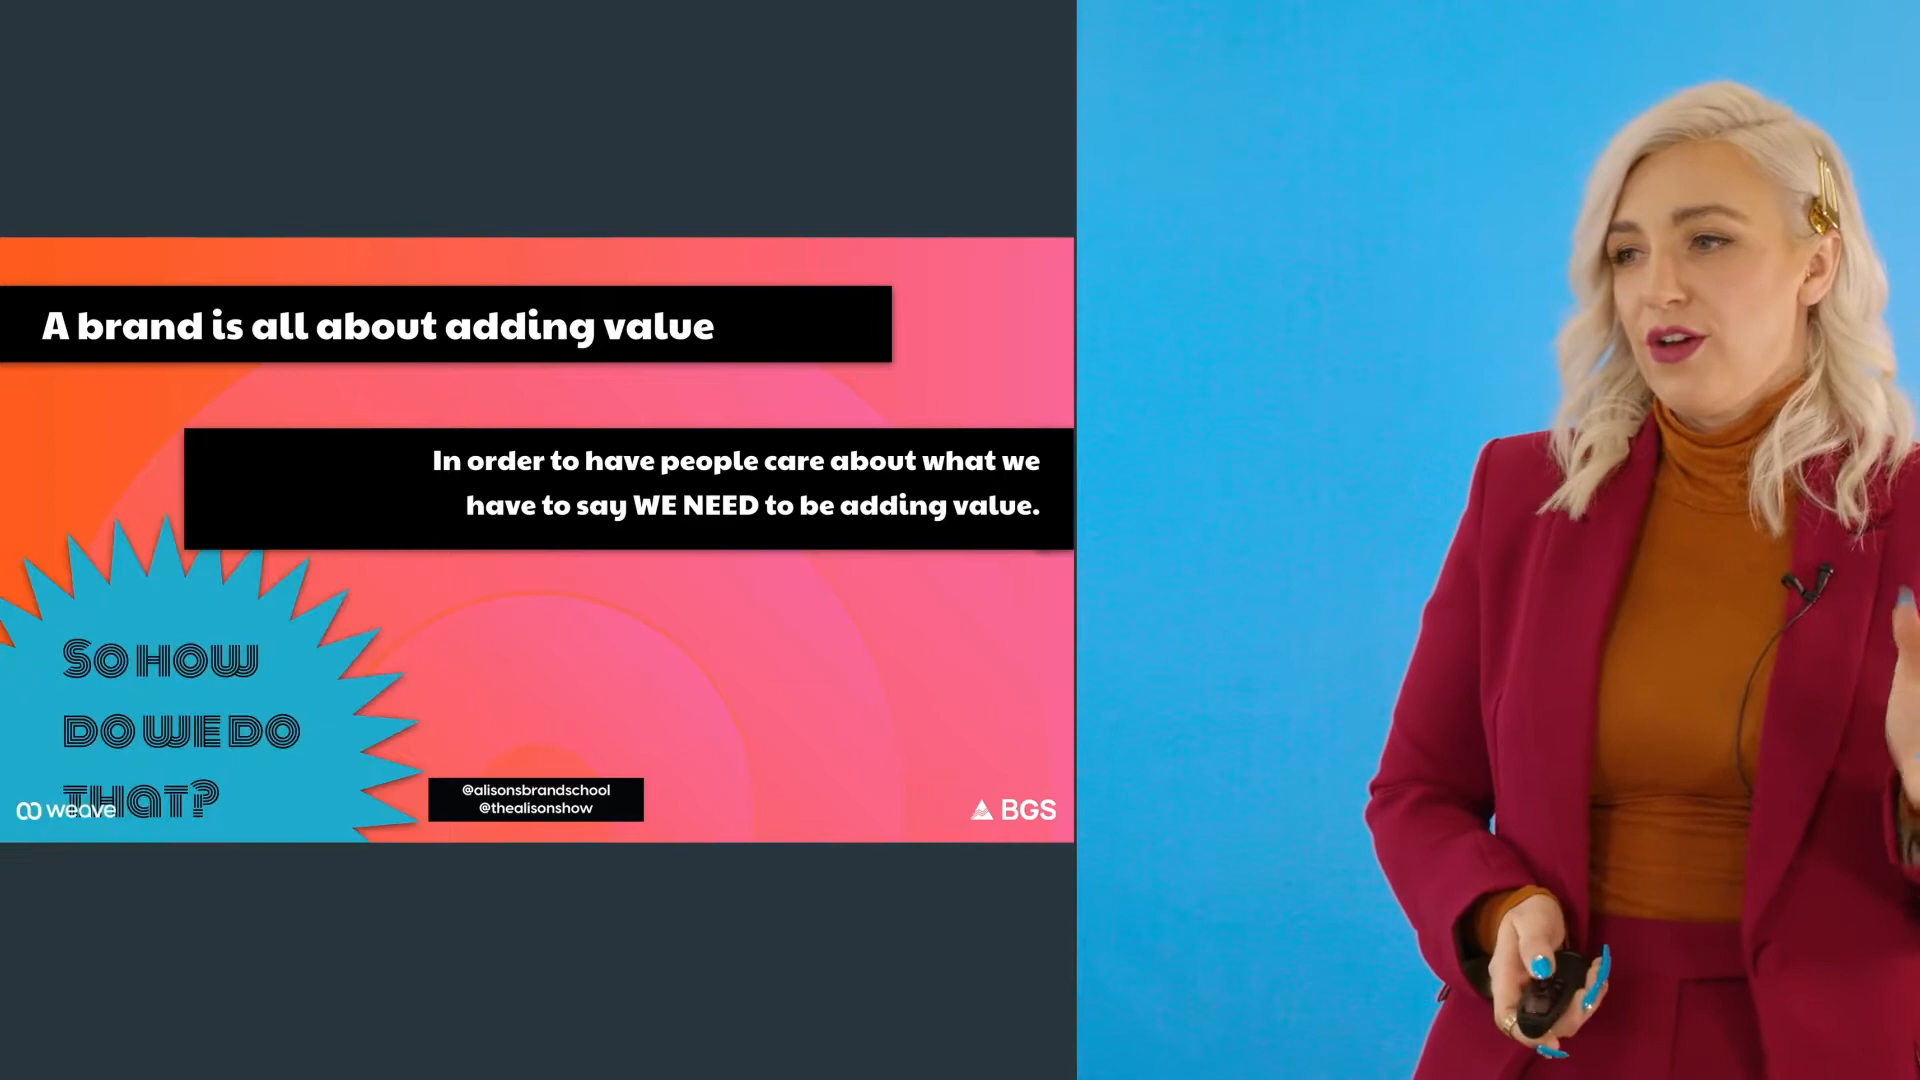 A brand is all about adding value
In order to have people care about what we
have to say WE NEED to be adding value.
So how
do we do
that?
weave
@alisonsbrandschool
@thealisonshow
BGS